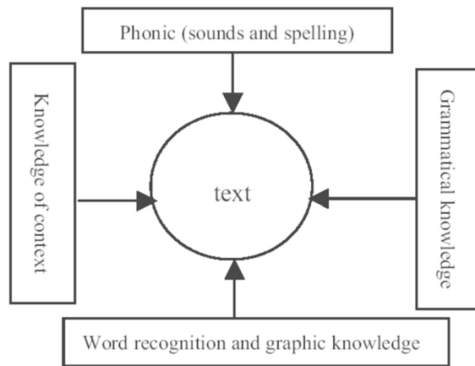 Phonic (sounds and spelling)
Knowledge
of context
text
Grammatical knowledge
Word recognition and graphic knowledge